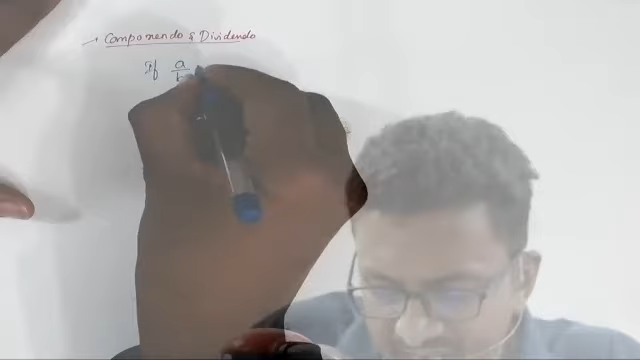 → Componendo & Dividendo
If a/b